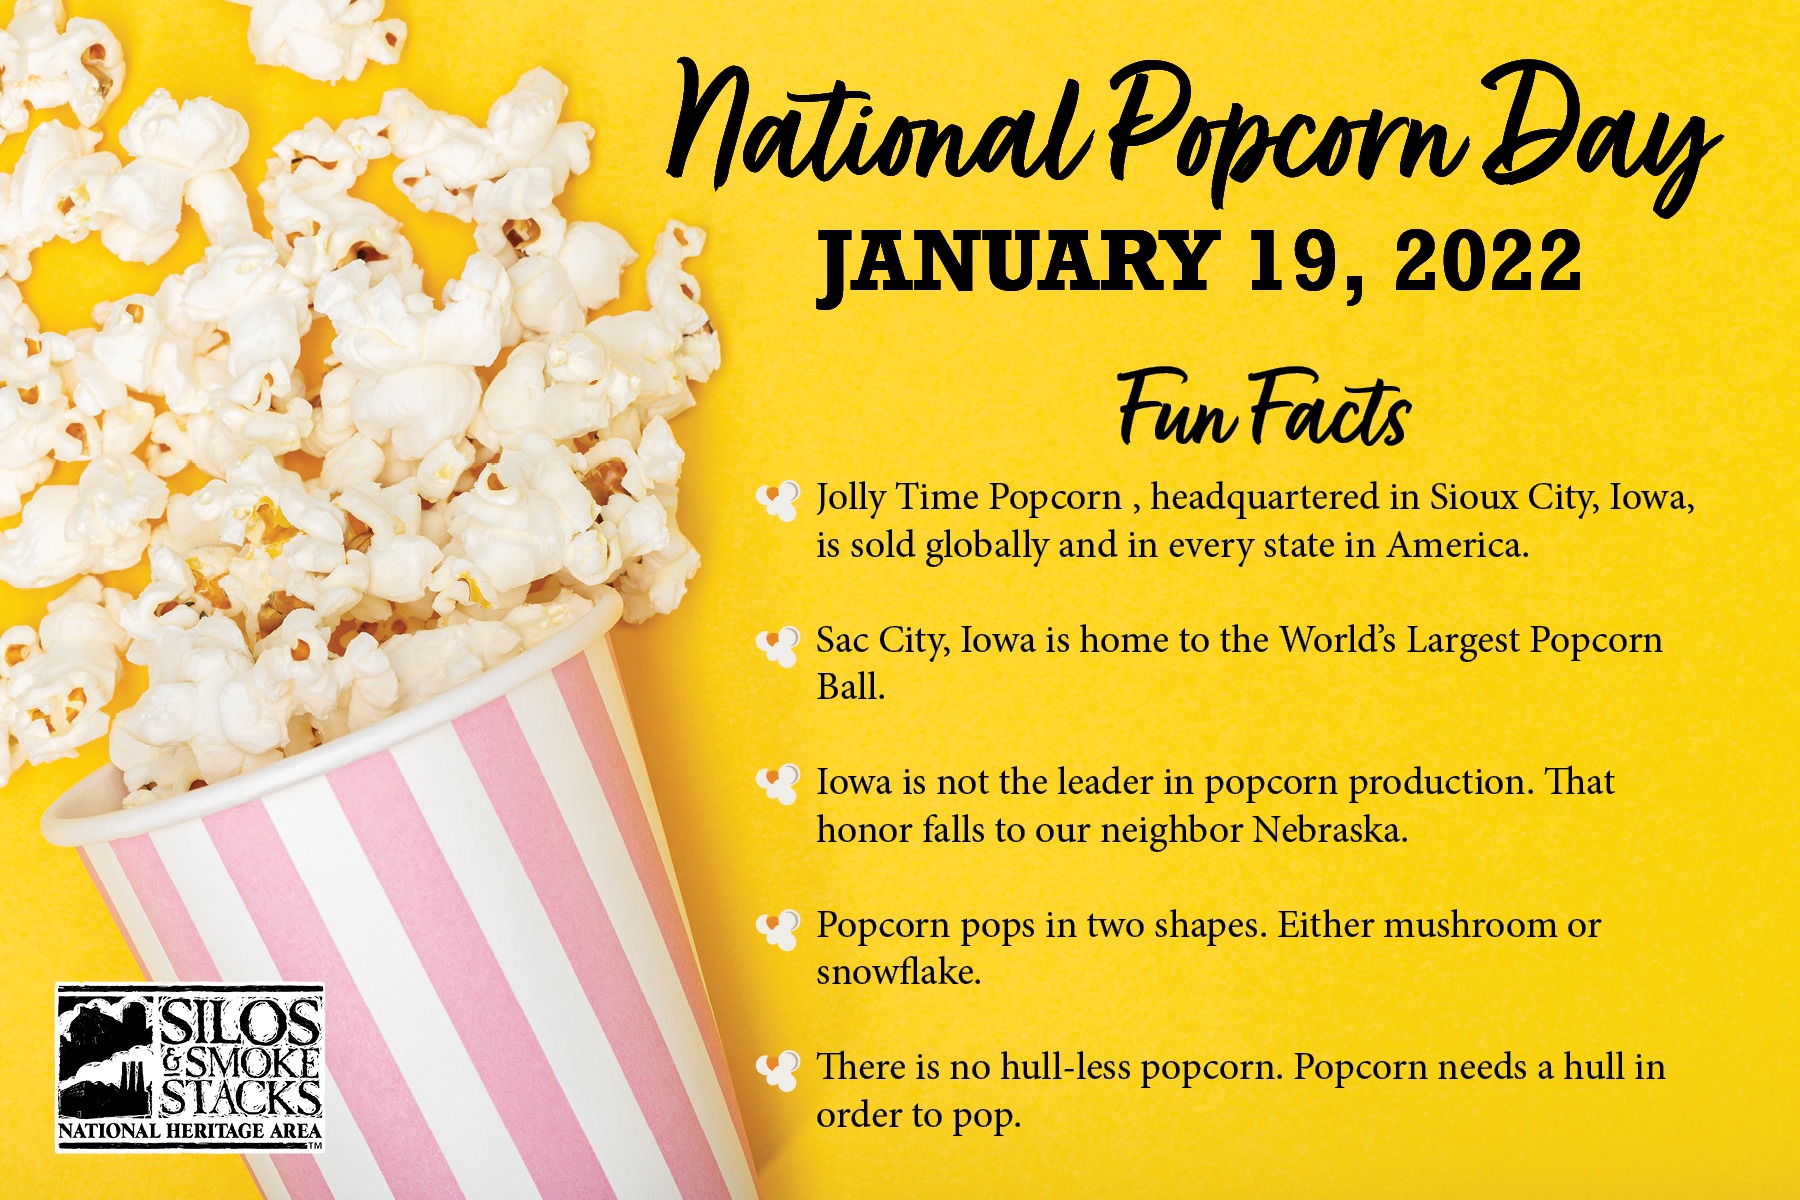 National Popcorn Day
JANUARY 19, 2022
Fun Facts
Jolly Time Popcorn , headquartered in Sioux City, Iowa,
is sold globally and in every state in America.
Sac City, Iowa is home to the World’s Largest Popcorn
Ball.
Iowa is not the leader in popcorn production. That
honor falls to our neighbor Nebraska.
Popcorn pops in two shapes. Either mushroom or
snowflake.
There is no hull-less popcorn. Popcorn needs a hull in
order to pop.
SILOS
& SMOKE
STACKS
NATIONAL HERITAGE AREA
TM